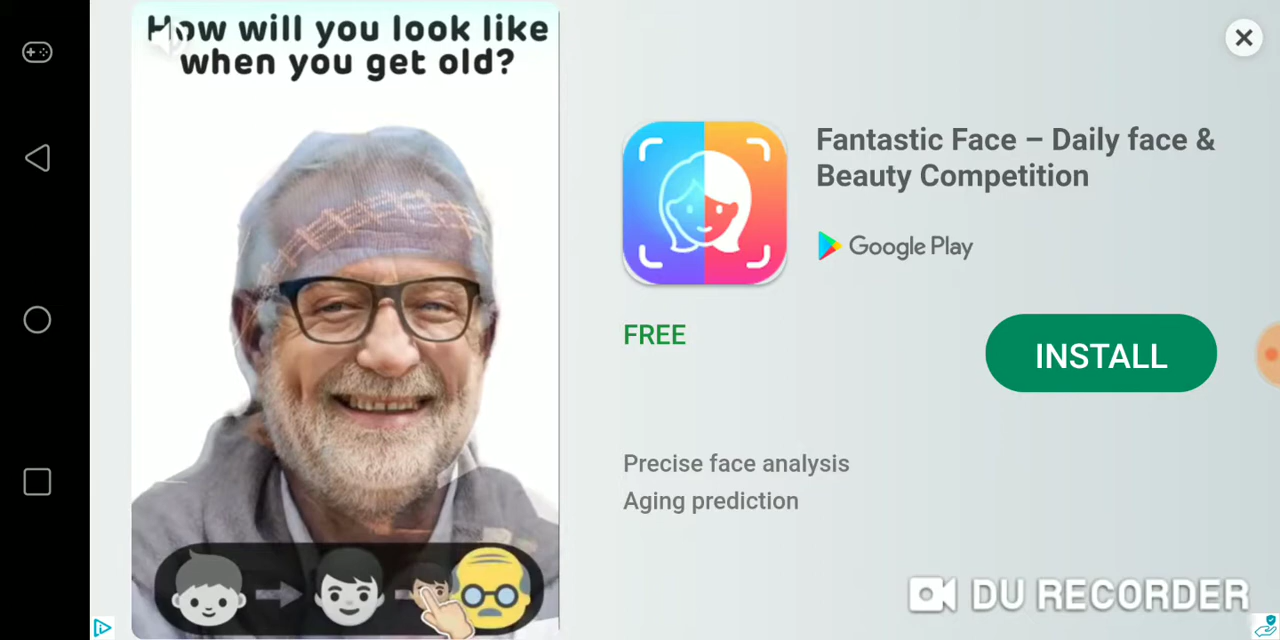 How will you look like
when you get old?
Fantastic Face – Daily face &
Beauty Competition
Google Play
FREE
INSTALL
Precise face analysis
Aging prediction
DU RECORDER